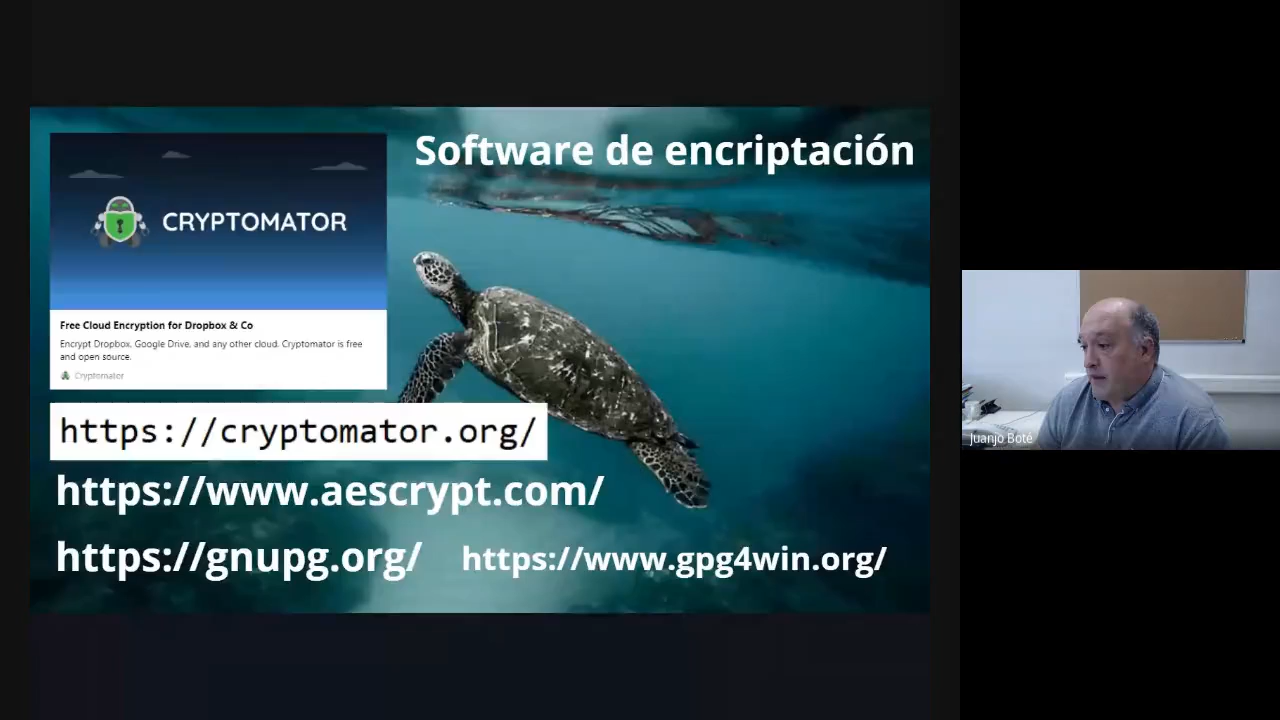 Software de encriptación
CRYPTOMATOR
Free Cloud Encryption for Dropbox & Co
Encrypt Dropbox, Google Drive, and any other cloud. Cryptomator is free
and open source.
Cryptomator
https://cryptomator.org/
https://www.aescrypt.com/
https://gnupg.org/
https://www.gpg4win.org/
Juanjo Boté